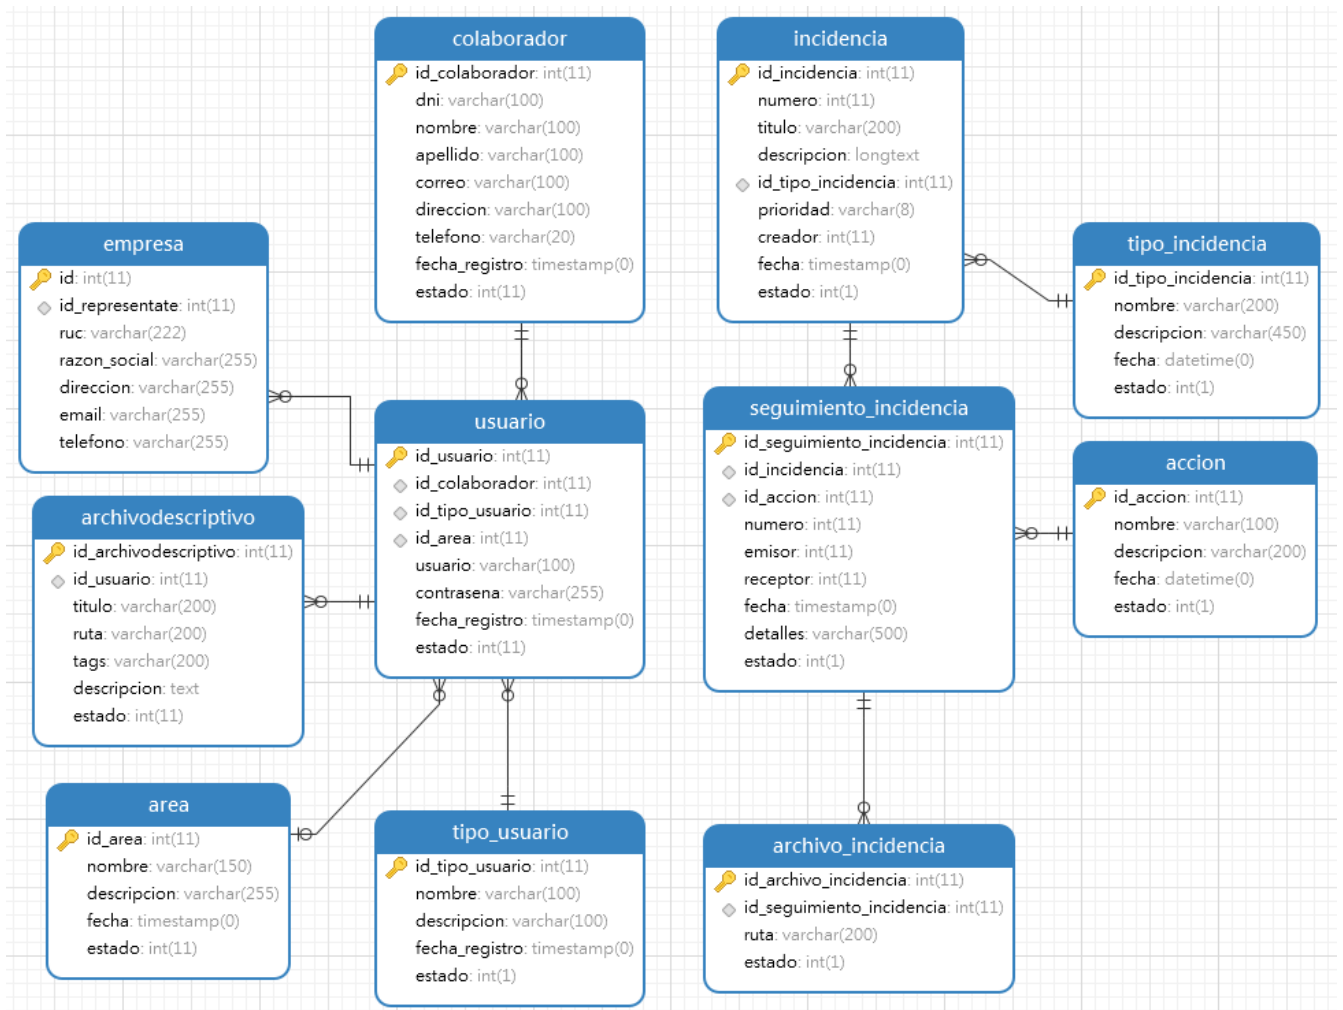 colaborador
id_colaborador: int(11)
dni: varchar(100)
nombre: varchar(100)
apellido: varchar(100)
correo: varchar(100)
direccion: varchar(100)
telefono: varchar(20)
fecha_registro: timestamp(0)
estado: int(11)
incidencia
id_incidencia: int(11)
numero: int(11)
titulo: varchar(200)
descripcion: longtext
id_tipo_incidencia: int(11)
prioridad: varchar(8)
creador: int(11)
fecha: timestamp(0)
estado: int(1)
empresa
id: int(11)
id_representate: int(11)
ruc: varchar(222)
razon_social: varchar(255)
direccion: varchar(255)
email: varchar(255)
telefono: varchar(255)
tipo_incidencia
id_tipo_incidencia: int(11)
nombre: varchar(200)
descripcion: varchar(450)
fecha: datetime(0)
estado: int(1)
usuario
id_usuario: int(11)
id_colaborador: int(11)
id_tipo_usuario: int(11)
id_area: int(11)
usuario: varchar(100)
contrasena: varchar(255)
fecha_registro: timestamp(0)
estado: int(11)
seguimiento_incidencia
id_seguimiento_incidencia: int(11)
id_incidencia: int(11)
id_accion: int(11)
numero: int(11)
emisor: int(11)
receptor: int(11)
fecha: timestamp(0)
detalles: varchar(500)
estado: int(1)
accion
id_accion: int(11)
nombre: varchar(100)
descripcion: varchar(200)
fecha: datetime(0)
estado: int(1)
archivodescriptivo
id_archivodescriptivo: int(11)
id_usuario: int(11)
titulo: varchar(200)
ruta: varchar(200)
tags: varchar(200)
descripcion: text
estado: int(11)
area
id_area: int(11)
nombre: varchar(150)
descripcion: varchar(255)
fecha: timestamp(0)
estado: int(11)
tipo_usuario
id_tipo_usuario: int(11)
nombre: varchar(100)
descripcion: varchar(100)
fecha_registro: timestamp(0)
estado: int(1)
archivo_incidencia
id_archivo_incidencia: int(11)
id_seguimiento_incidencia: int(11)
ruta: varchar(200)
estado: int(1)